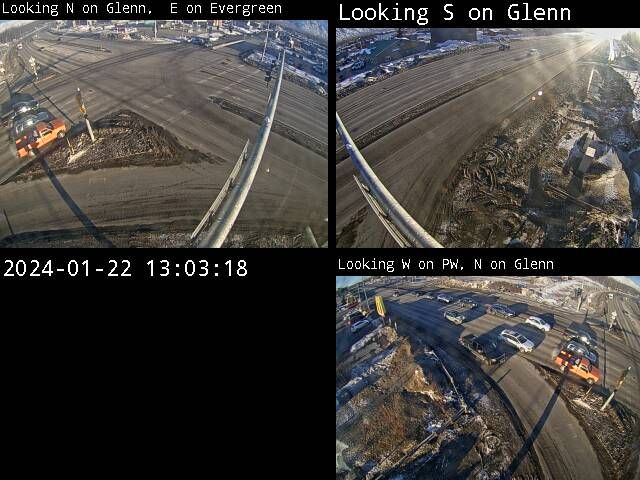 Looking N on Glenn,  E on Evergreen
Looking S on Glenn
2024-01-22 13:03:18
Looking W on PW, N on Glenn